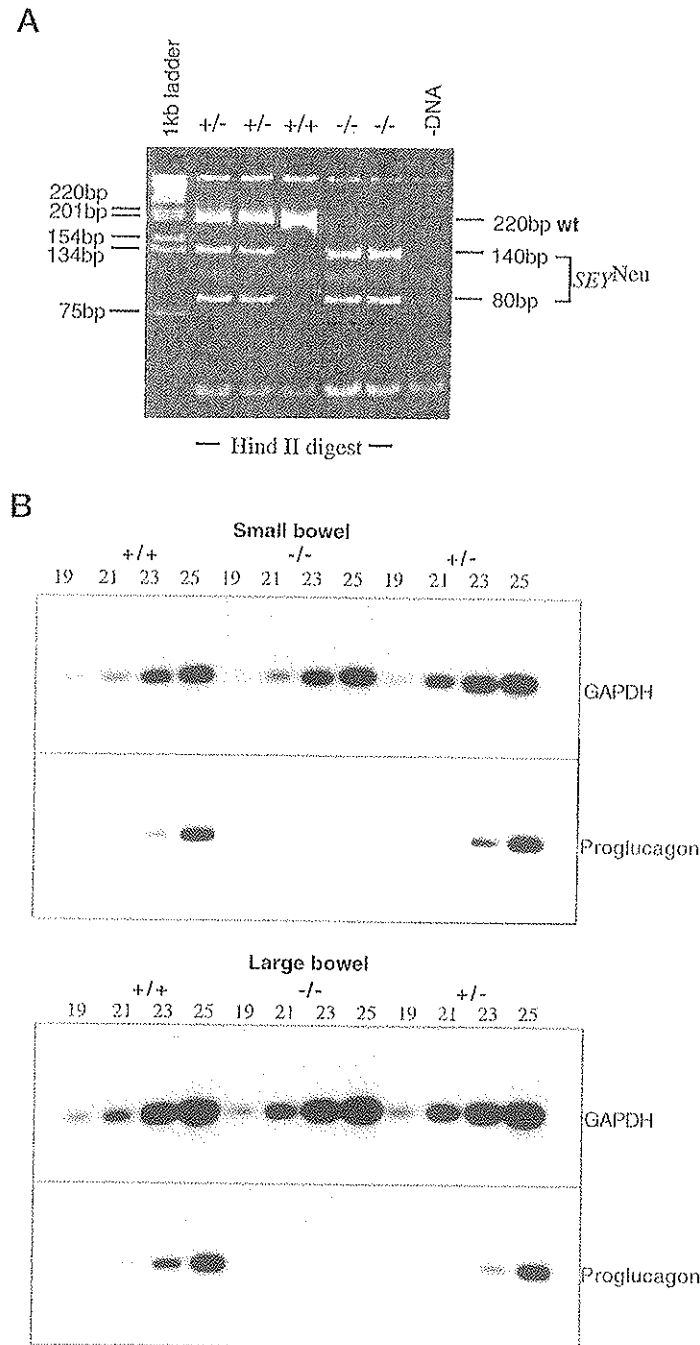 A
1kb ladder +/- +/- +/+ -/- -/- -DNA
220bp
201bp
154bp
134bp
75bp
220bp wt
140bp
80bp
SEY Neu
Hind II digest
B
Small bowel
+/+ -/- +/-
19 21 23 25 19 21 23 25 19 21 23 25
GAPDH
Proglucagon
Large bowel
+/+ -/- +/-
19 21 23 25 19 21 23 25 19 21 23 25
GAPDH
Proglucagon